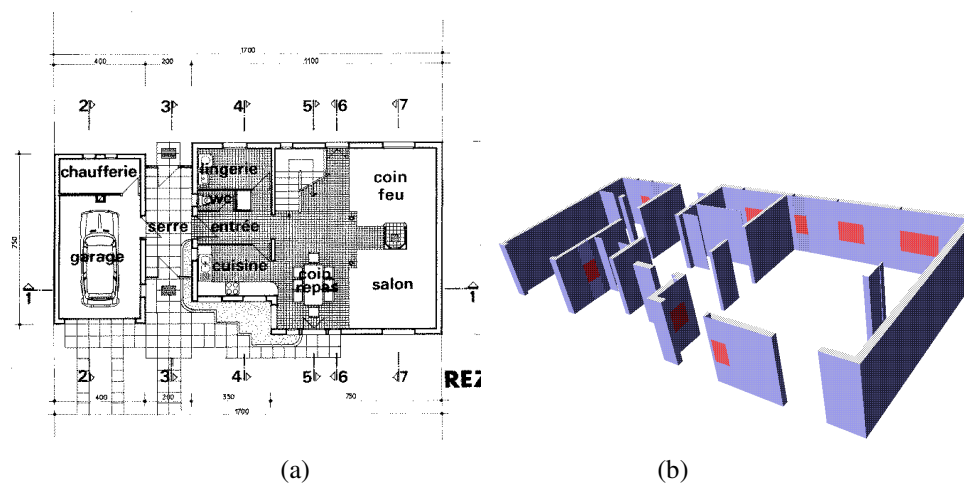 1700
400 200 1100
2 3 4 5 6 7
chaufferie
lingerie
coin
feu
wc
serre entrée
garage
cuisine
coin
repas
salon
750
1 1
2 3 4 5 6 7
REZ
400 200 350 750
1700
(a) (b)